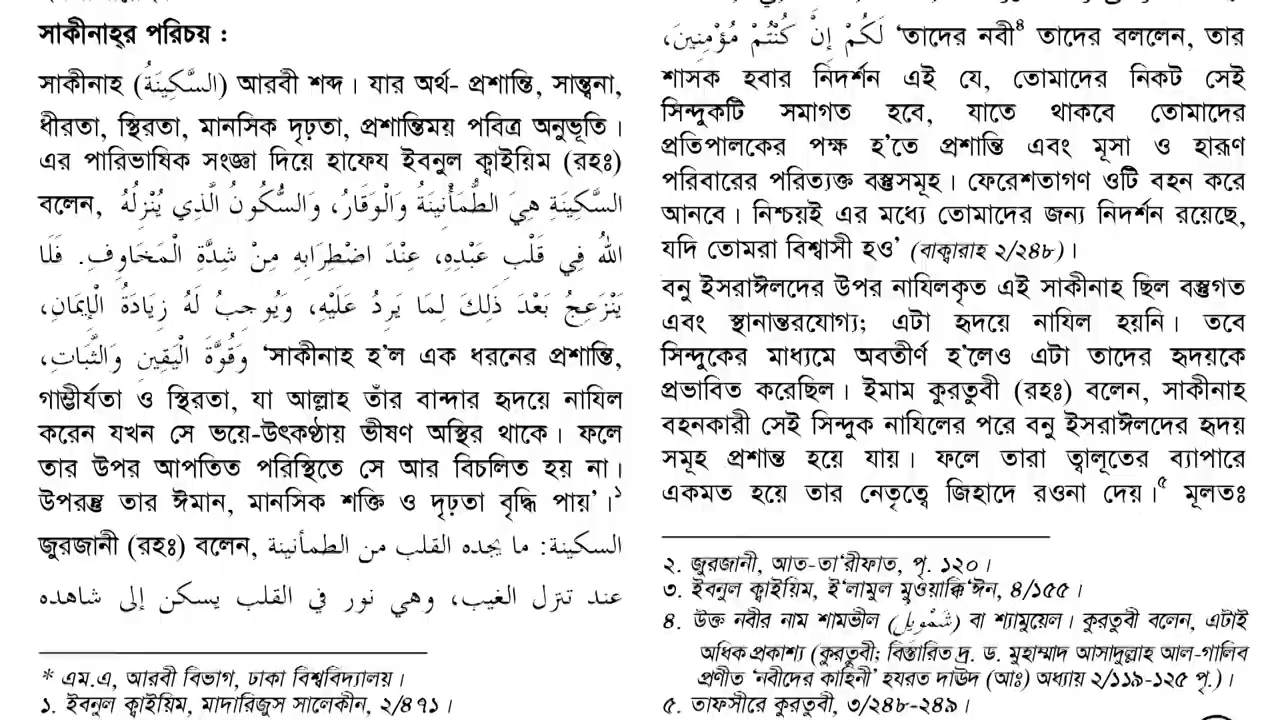 সাকীনাহ্‌র পরিচয় :
সাকীনাহ (السَّكِيْنَةُ) আরবী শব্দ। যার অর্থ- প্রশান্তি, সান্ত্বনা,
ধীরতা, স্থিরতা, মানসিক দৃঢ়তা, প্রশান্তিময় পবিত্র অনুভূতি।
এর পারিভাষিক সংজ্ঞা দিয়ে হাফেয ইবনুল ক্বাইয়িম (রহঃ)
বলেন, السَّكِيْنَةِ هِيَ الطُّمَأْنِينَةُ وَالْوَقَارُ، وَالسُّكُونُ الَّذِي يُنْزِلُهُ
اللهُ فِي قَلْبِ عَبْدِهِ، عِنْدَ اضْطِرَابِهِ مِنْ شِدَّةِ الْمَخَاوِفِ. فَلَا
يَنْزَعِجُ بَعْدَ ذَلِكَ لِمَا يَرِدُ عَلَيْهِ، وَيُوجِبُ لَهُ زِيَادَةَ الْإِيمَانِ،
وَقُوَّةَ الْيَقِينِ وَالثَّبَاتِ، ‘সাকীনাহ হ’ল এক ধরনের প্রশান্তি,
গাম্ভীর্যতা ও স্থিরতা, যা আল্লাহ তাঁর বান্দার হৃদয়ে নাযিল
করেন যখন সে ভয়ে-উৎকণ্ঠায় ভীষণ অস্থির থাকে। ফলে
তার উপর আপতিত পরিস্থিতে সে আর বিচলিত হয় না।
উপরন্তু তার ঈমান, মানসিক শক্তি ও দৃঢ়তা বৃদ্ধি পায়’।১
জুরজানী (রহঃ) বলেন, السكينة: ما يجده القلب من الطمأنينة
عند تنزل الغيب، وهي نور في القلب يسكن إلى شاهده
* এম.এ, আরবী বিভাগ, ঢাকা বিশ্ববিদ্যালয়।
১. ইবনুল ক্বাইয়িম, মাদারিজুস সালেকীন, ২/৪৭১।
لَكُمْ إِنَّ كُنْتُمْ مُؤْمِنِينَ، ‘তাদের নবী৪ তাদের বললেন, তার
শাসক হবার নিদর্শন এই যে, তোমাদের নিকট সেই
সিন্দুকটি সমাগত হবে, যাতে থাকবে তোমাদের
প্রতিপালকের পক্ষ হ’তে প্রশান্তি এবং মূসা ও হারূণ
পরিবারের পরিত্যক্ত বস্তুসমূহ। ফেরেশতাগণ ওটি বহন করে
আনবে। নিশ্চয়ই এর মধ্যে তোমাদের জন্য নিদর্শন রয়েছে,
যদি তোমরা বিশ্বাসী হও’ (বাক্বারাহ ২/২৪৮)।
বনু ইসরাঈলদের উপর নাযিলকৃত এই সাকীনাহ ছিল বস্তুগত
এবং স্থানান্তরযোগ্য; এটা হৃদয়ে নাযিল হয়নি। তবে
সিন্দুকের মাধ্যমে অবতীর্ণ হ’লেও এটা তাদের হৃদয়কে
প্রভাবিত করেছিল। ইমাম কুরতুবী (রহঃ) বলেন, সাকীনাহ
বহনকারী সেই সিন্দুক নাযিলের পরে বনু ইসরাঈলদের হৃদয়
সমূহ প্রশান্ত হয়ে যায়। ফলে তারা ত্বালূতের ব্যাপারে
একমত হয়ে তার নেতৃত্বে জিহাদে রওনা দেয়।৫ মূলতঃ
২. জুরজানী, আত-তা‘রীফাত, পৃ. ১২০।
৩. ইবনুল ক্বাইয়িম, ই‘লামুল মুওয়াক্কি‘ঈন, ৪/১৫৫।
৪. উক্ত নবীর নাম শামভীল (شَمْوِيل) বা শ্যামুয়েল। কুরতুবী বলেন, এটাই
অধিক প্রকাশ্য (কুরতুবী; বিস্তারিত দ্র. ড. মুহাম্মাদ আসাদুল্লাহ আল-গালিব
প্রণীত ‘নবীদের কাহিনী’ হযরত দাঊদ (আঃ) অধ্যায় ২/১১৯-১২৫ পৃ.)।
৫. তাফসীরে কুরতুবী, ৩/২৪৮-২৪৯।